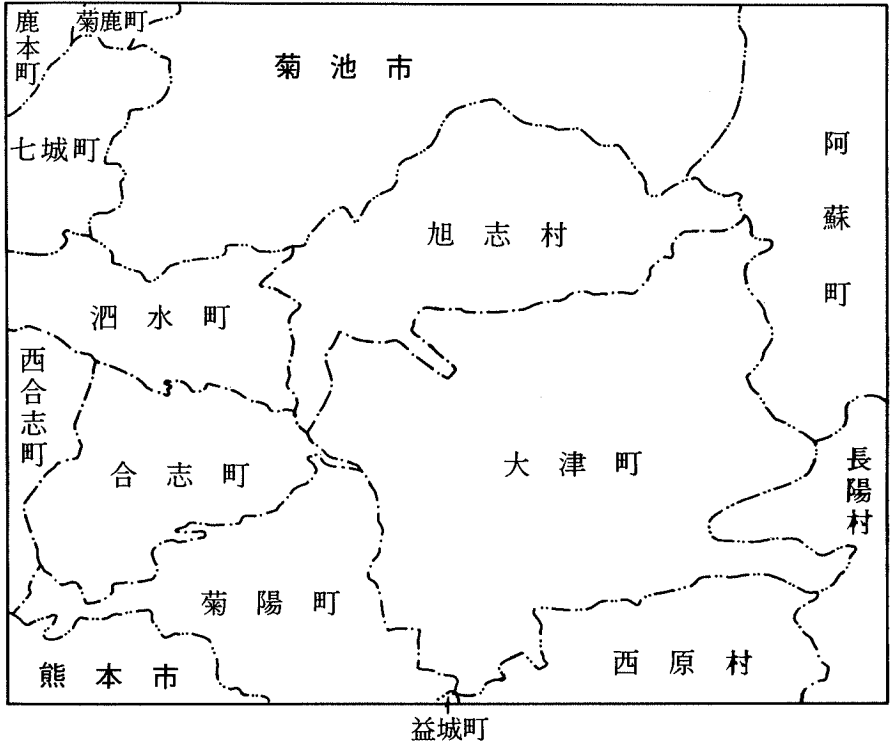 鹿本町
菊鹿町
菊池市
七城町
阿蘇町
旭志村
泗水町
西合志町
合志町
大津町
長陽村
菊陽町
西原村
熊本市
益城町